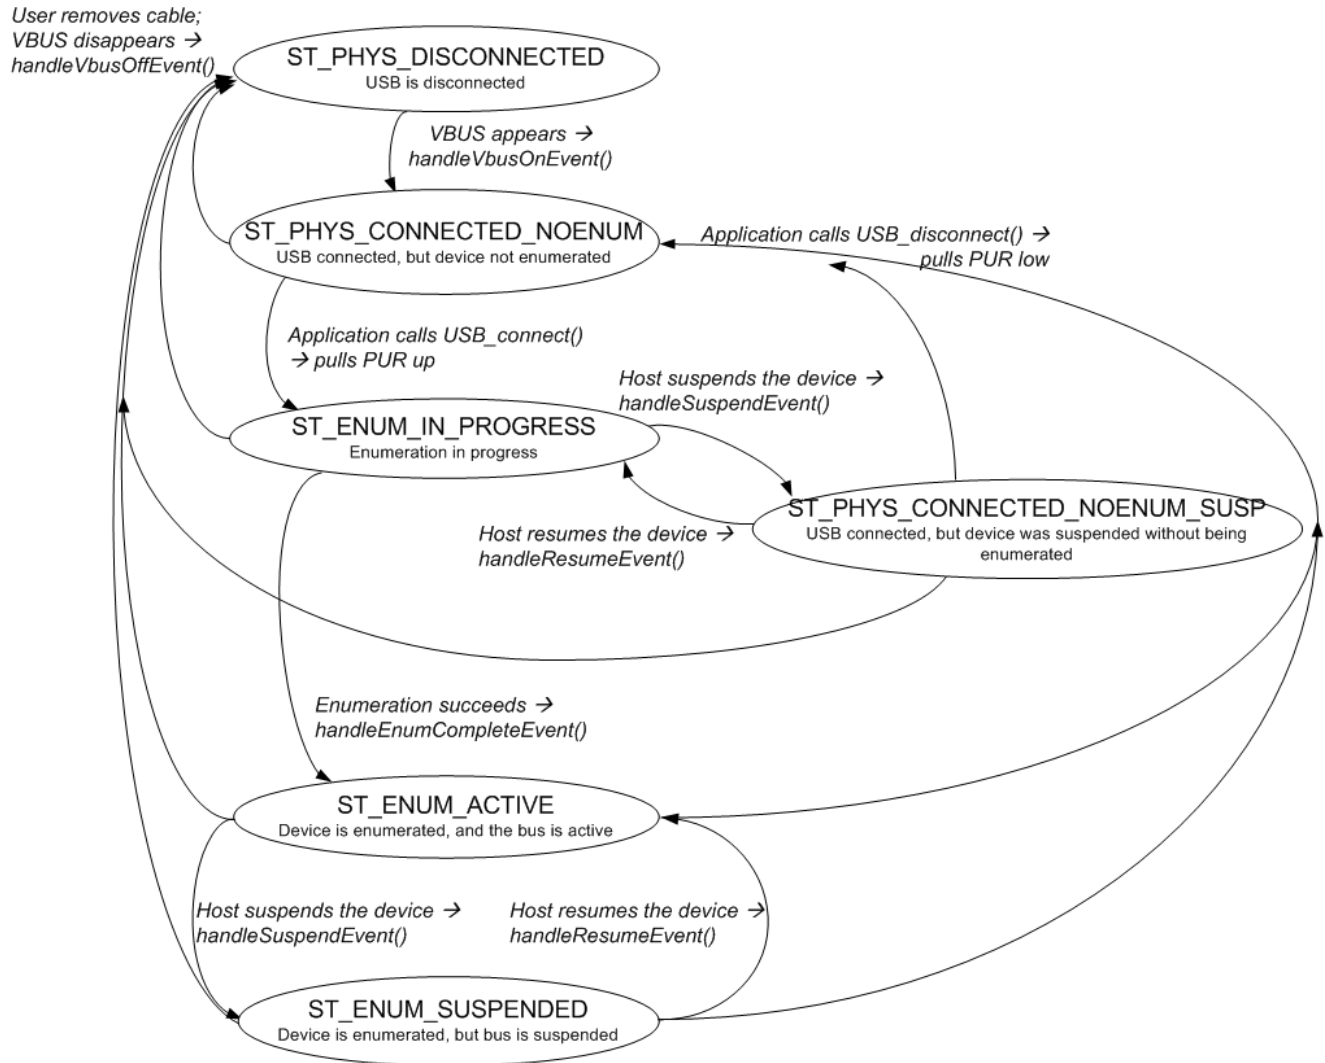 User removes cable;
VBUS disappears →
handleVbusOffEvent()
ST_PHYS_DISCONNECTED
USB is disconnected
VBUS appears →
handleVbusOnEvent()
ST_PHYS_CONNECTED_NOENUM
USB connected, but device not enumerated
Application calls USB_disconnect() →
pulls PUR low
Application calls USB_connect()
→ pulls PUR up
Host suspends the device →
handleSuspendEvent()
ST_ENUM_IN_PROGRESS
Enumeration in progress
ST_PHYS_CONNECTED_NOENUM_SUSP
USB connected, but device was suspended without being
enumerated
Host resumes the device →
handleResumeEvent()
Enumeration succeeds →
handleEnumCompleteEvent()
ST_ENUM_ACTIVE
Device is enumerated, and the bus is active
Host suspends the device →
handleSuspendEvent()
Host resumes the device →
handleResumeEvent()
ST_ENUM_SUSPENDED
Device is enumerated, but bus is suspended